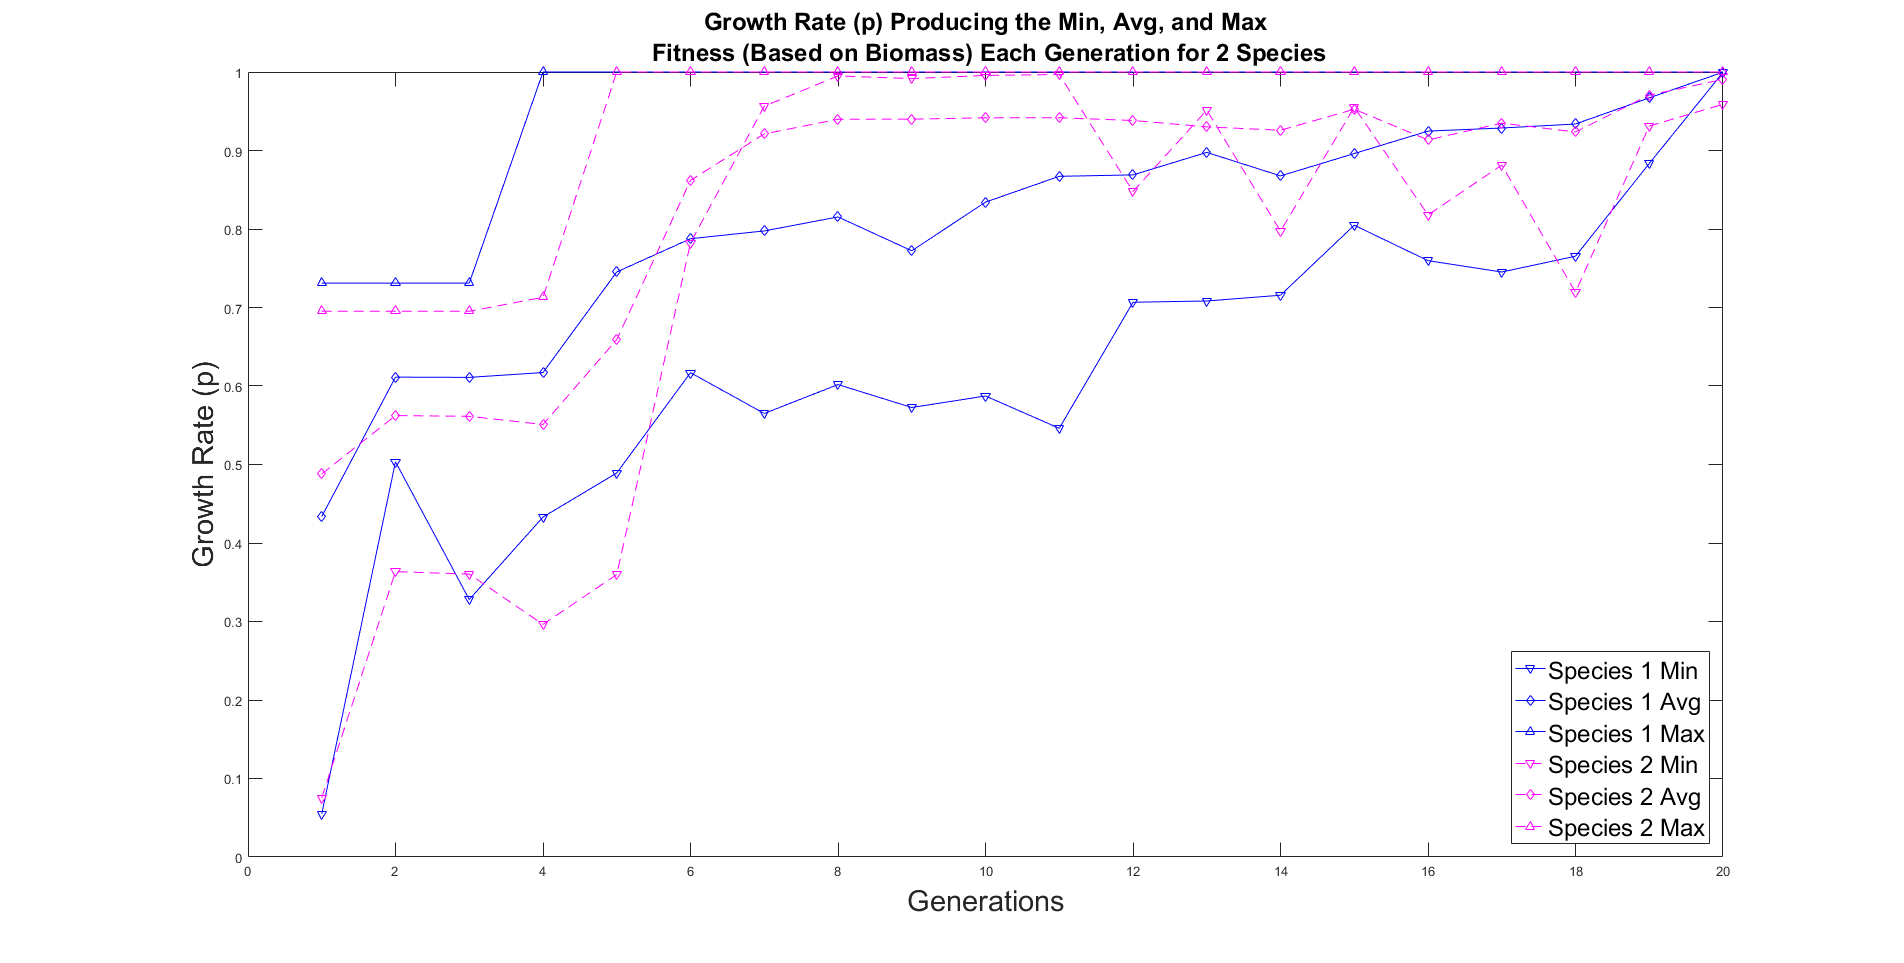 Growth Rate (p) Producing the Min, Avg, and Max
Fitness (Based on Biomass) Each Generation for 2 Species
1
0.9
0.8
0.7
0.6
0.5
0.4
0.3
0.2
0.1
0
Growth Rate (p)
0 2 4 6 8 10 12 14 16 18 20
Generations
Species 1 Min
Species 1 Avg
Species 1 Max
Species 2 Min
Species 2 Avg
Species 2 Max